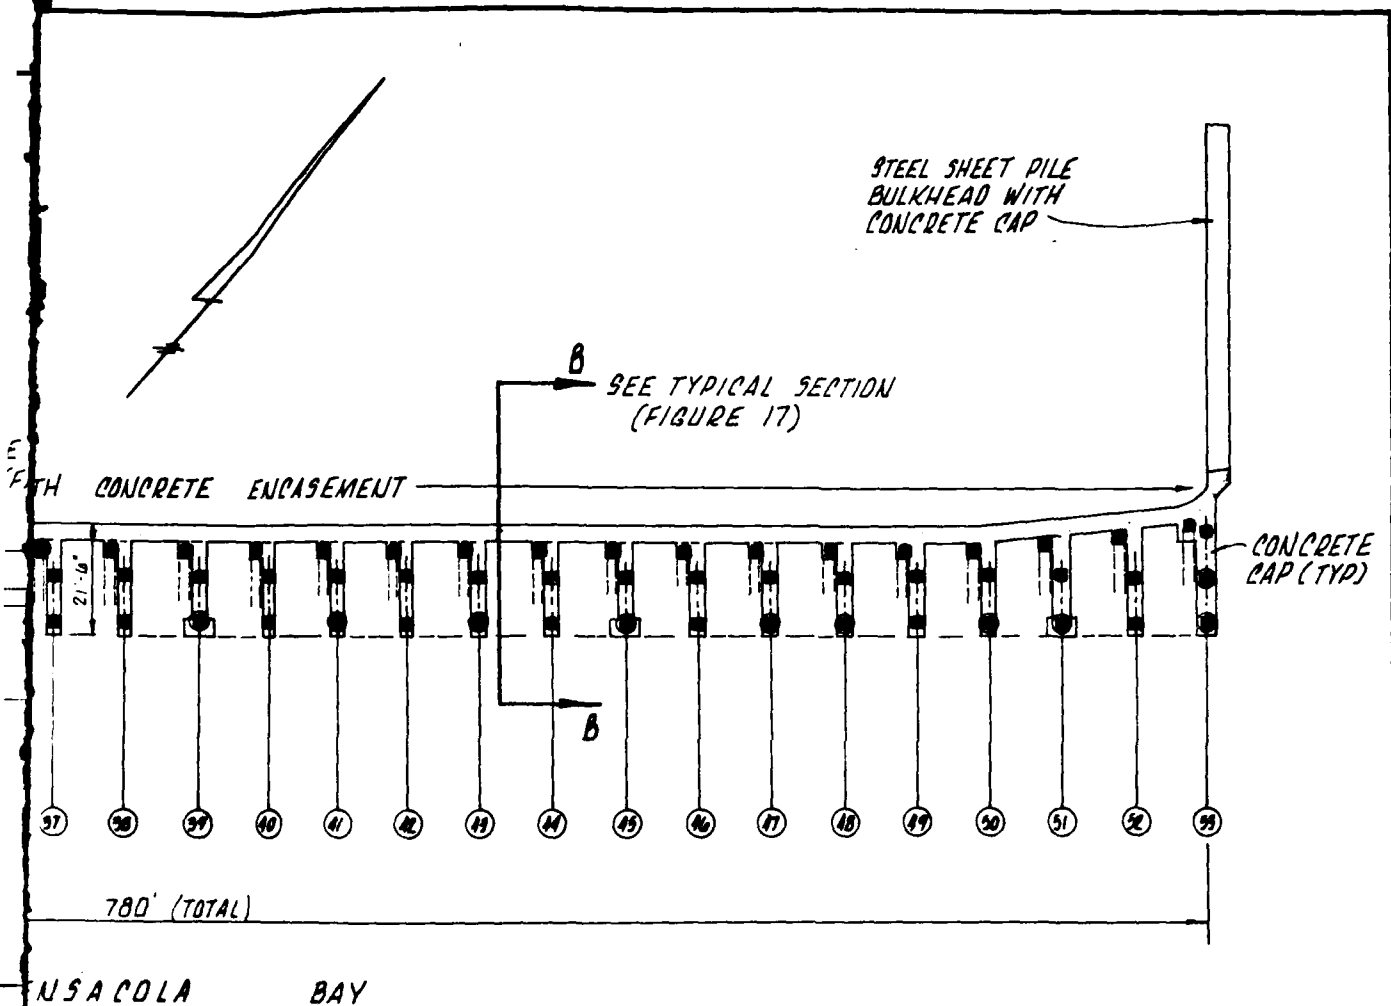 STEEL SHEET PILE
BULKHEAD WITH
CONCRETE CAP
B
SEE TYPICAL SECTION
(FIGURE 17)
TH CONCRETE ENCASEMENT
21'-6"
CONCRETE
CAP (TYP)
B
37 38 39 40 41 42 43 44 45 46 47 48 49 50 51 52 53
780' (TOTAL)
NSACOLA BAY